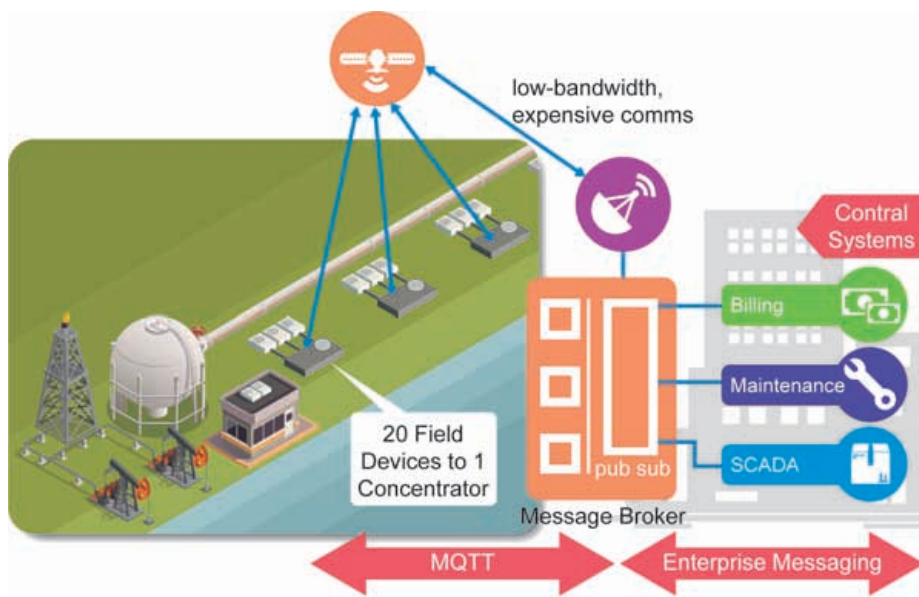 low-bandwidth,
expensive comms
Contral
Systems
Billing
Maintenance
SCADA
20 Field
Devices to 1
Concentrator
pub sub
Message Broker
MQTT
Enterprise Messaging